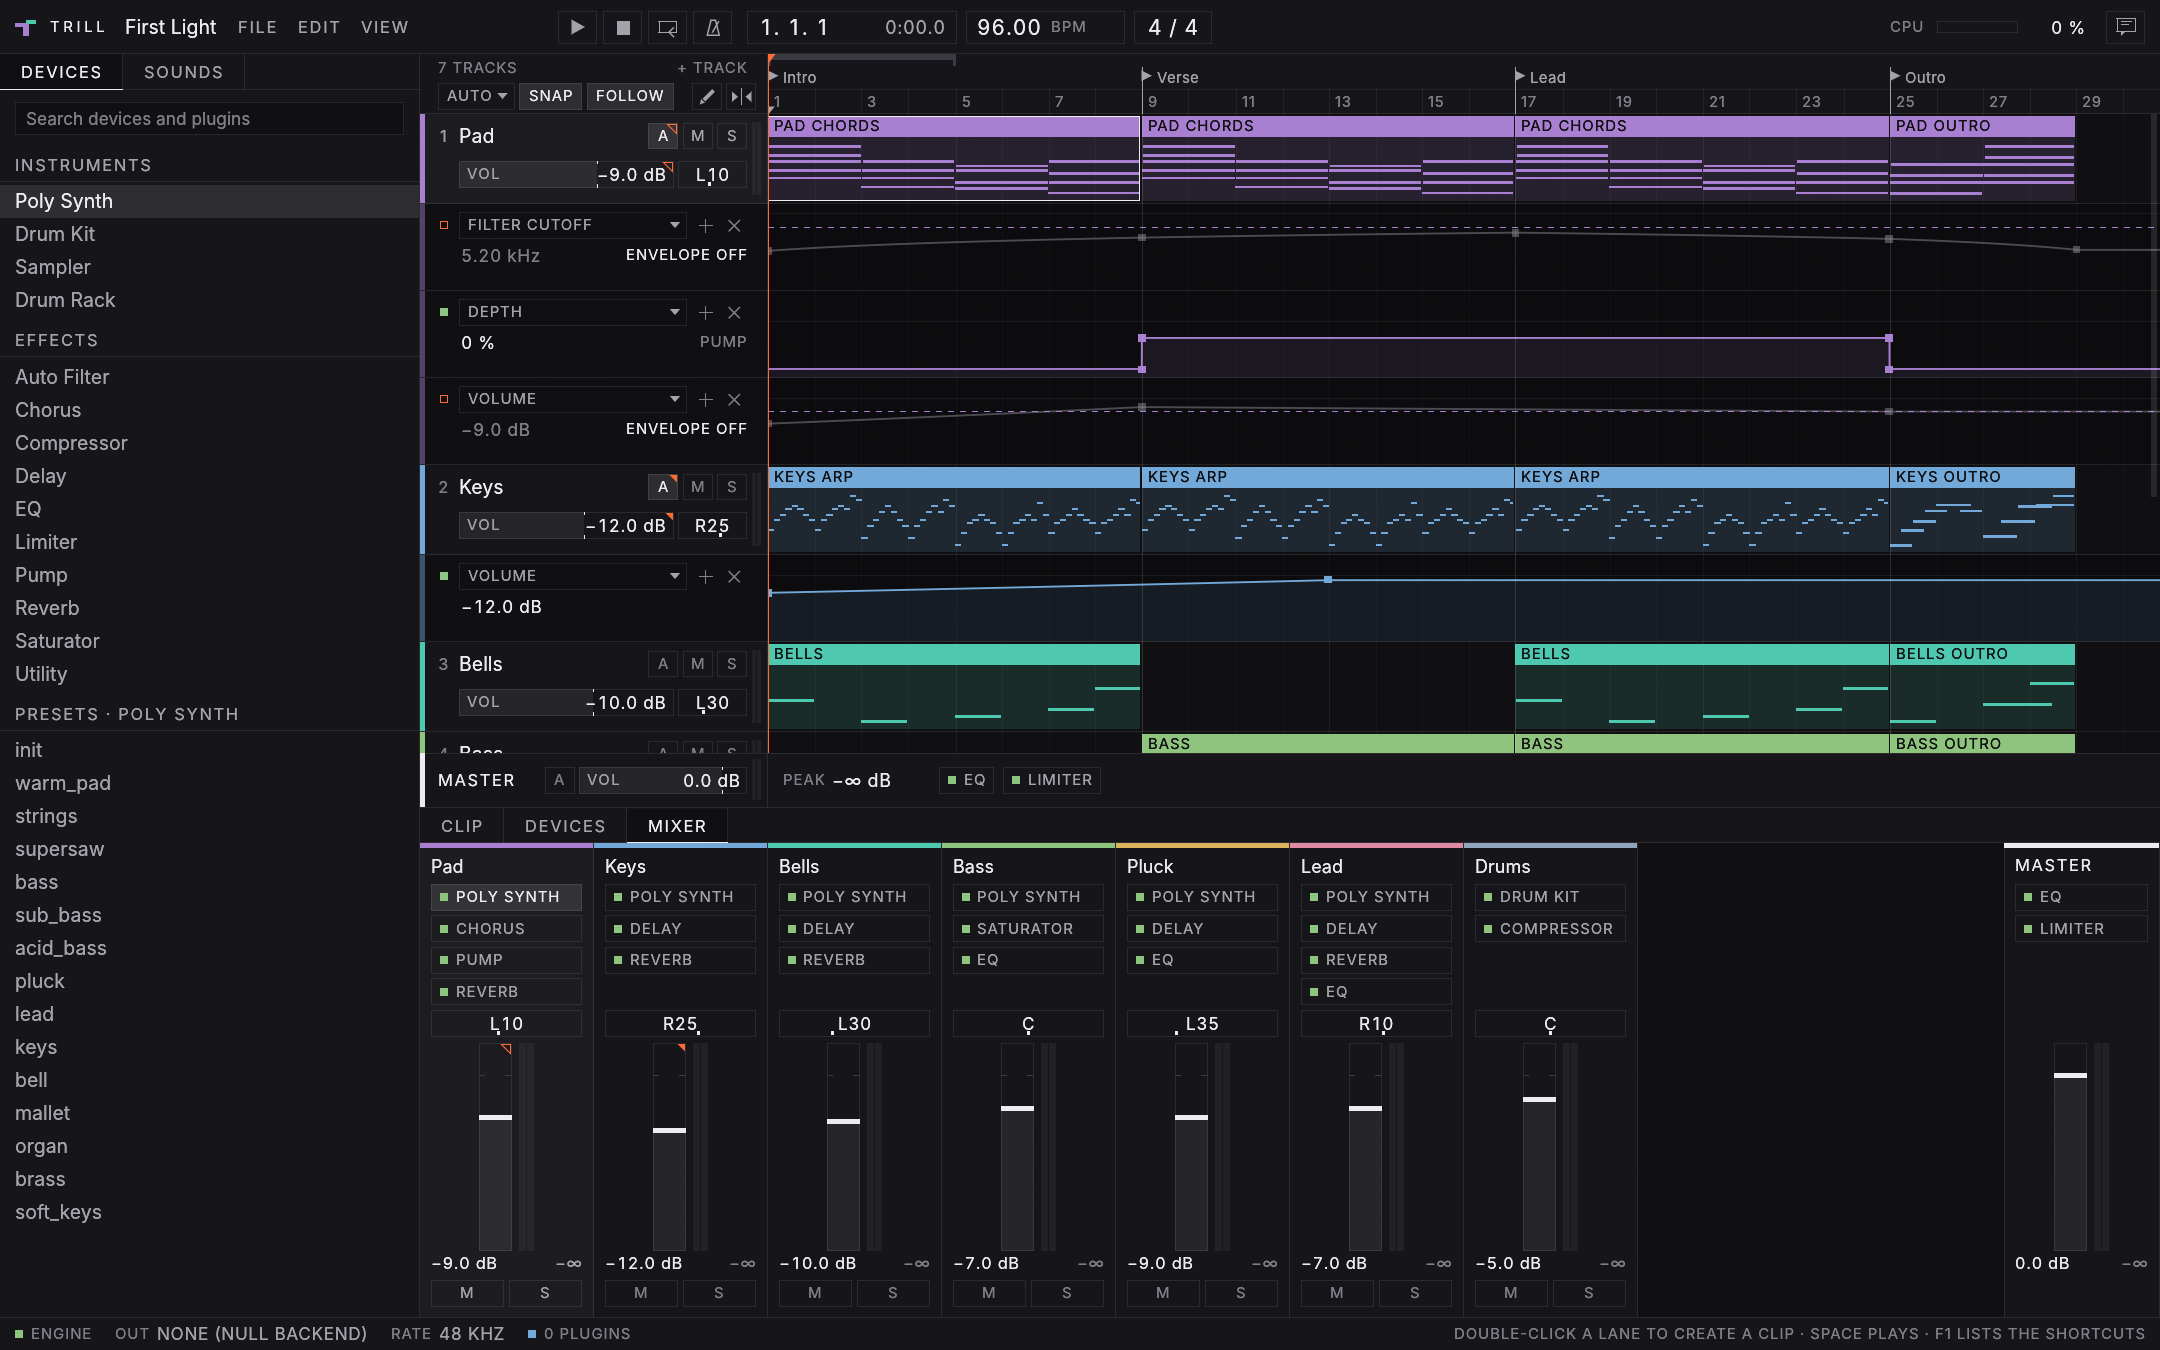 TRILL First Light FILE EDIT VIEW 1. 1. 1 0:00.0 96.00 BPM 4 / 4 CPU 0 %
DEVICES SOUNDS
Search devices and plugins
INSTRUMENTS
Poly Synth
Drum Kit
Sampler
Drum Rack
EFFECTS
Auto Filter
Chorus
Compressor
Delay
EQ
Limiter
Pump
Reverb
Saturator
Utility
PRESETS · POLY SYNTH
init
warm_pad
strings
supersaw
bass
sub_bass
acid_bass
pluck
lead
keys
bell
mallet
organ
brass
soft_keys
7 TRACKS + TRACK
AUTO SNAP FOLLOW
Intro Verse Lead Outro
1 3 5 7 9 11 13 15 17 19 21 23 25 27 29
1 Pad A M S
VOL −9.0 dB L10
PAD CHORDS PAD CHORDS PAD CHORDS PAD OUTRO
FILTER CUTOFF
5.20 kHz ENVELOPE OFF
DEPTH
0 % PUMP
VOLUME
−9.0 dB ENVELOPE OFF
2 Keys A M S
VOL −12.0 dB R25
KEYS ARP KEYS ARP KEYS ARP KEYS OUTRO
VOLUME
−12.0 dB
3 Bells A M S
VOL −10.0 dB L30
BELLS BELLS BELLS OUTRO
4 Bass A M S
BASS BASS BASS OUTRO
MASTER A VOL 0.0 dB PEAK −∞ dB EQ LIMITER
CLIP DEVICES MIXER
Pad
POLY SYNTH
CHORUS
PUMP
REVERB
L10
−9.0 dB −∞
M S
Keys
POLY SYNTH
DELAY
REVERB
R25
−12.0 dB −∞
M S
Bells
POLY SYNTH
DELAY
REVERB
L30
−10.0 dB −∞
M S
Bass
POLY SYNTH
SATURATOR
EQ
C
−7.0 dB −∞
M S
Pluck
POLY SYNTH
DELAY
EQ
L35
−9.0 dB −∞
M S
Lead
POLY SYNTH
DELAY
REVERB
EQ
R10
−7.0 dB −∞
M S
Drums
DRUM KIT
COMPRESSOR
C
−5.0 dB −∞
M S
MASTER
EQ
LIMITER
0.0 dB −∞
ENGINE OUT NONE (NULL BACKEND) RATE 48 KHZ 0 PLUGINS
DOUBLE-CLICK A LANE TO CREATE A CLIP · SPACE PLAYS · F1 LISTS THE SHORTCUTS